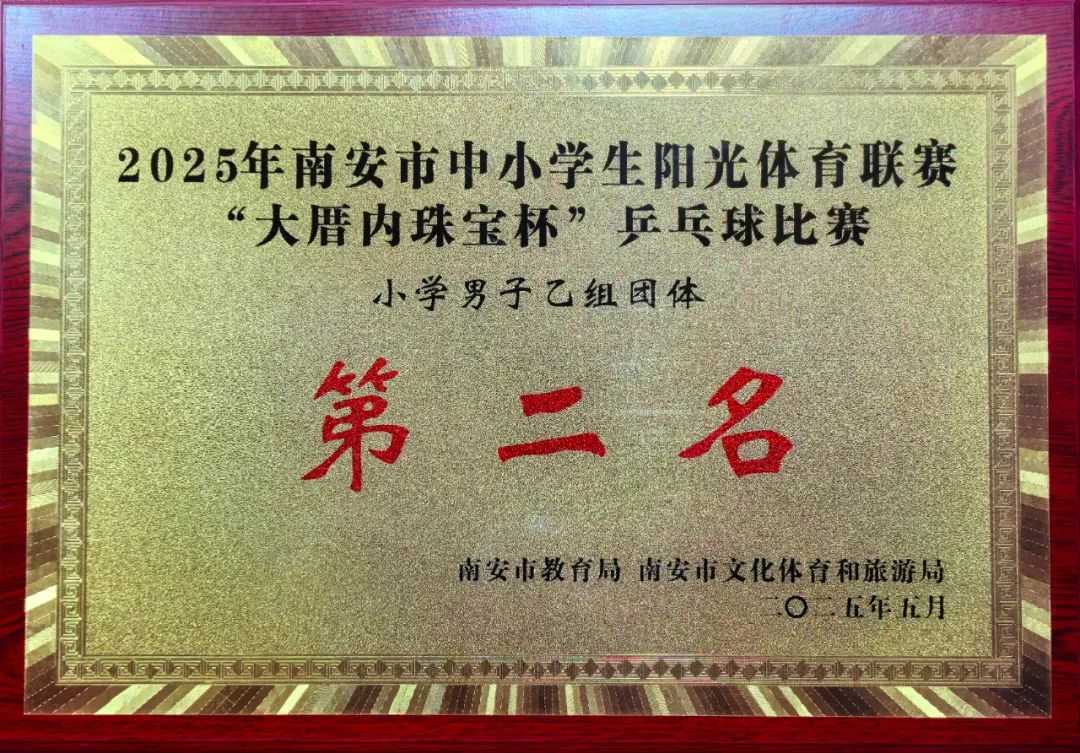 2025年南安市中小学生阳光体育联赛
“大厝内珠宝杯”乒乓球比赛
小学男子乙组团体
第二名
南安市教育局 南安市文化体育和旅游局
二〇二五年五月